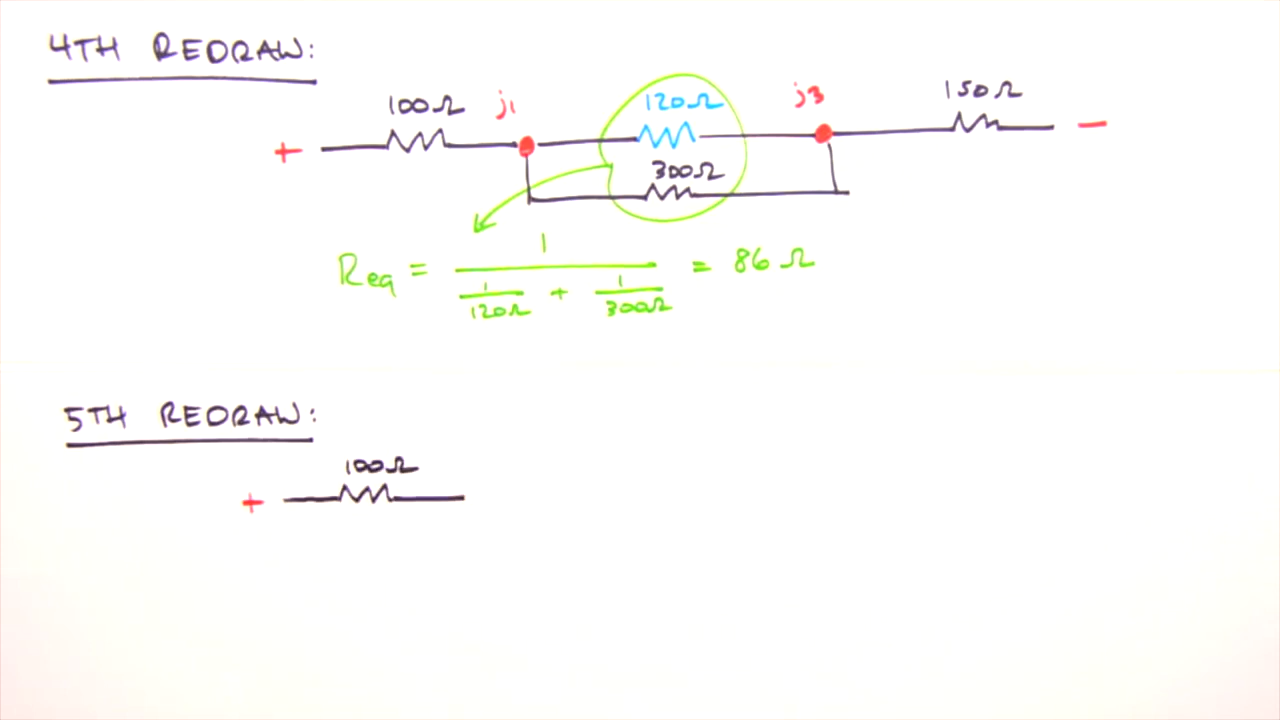 4TH REDRAW:
100Ω j1 120Ω j3 150Ω
+ −
300Ω
Req = 1 / (1/120Ω + 1/300Ω) = 86 Ω
5TH REDRAW:
100Ω
+